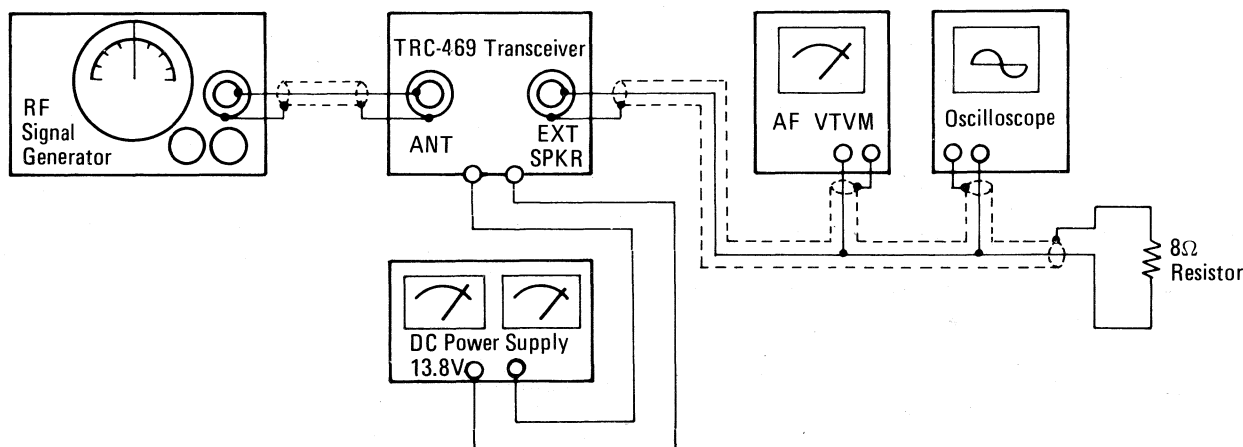 RF
Signal
Generator
TRC-469 Transceiver
ANT
EXT
SPKR
AF VTVM
Oscilloscope
8Ω
Resistor
DC Power Supply
13.8V